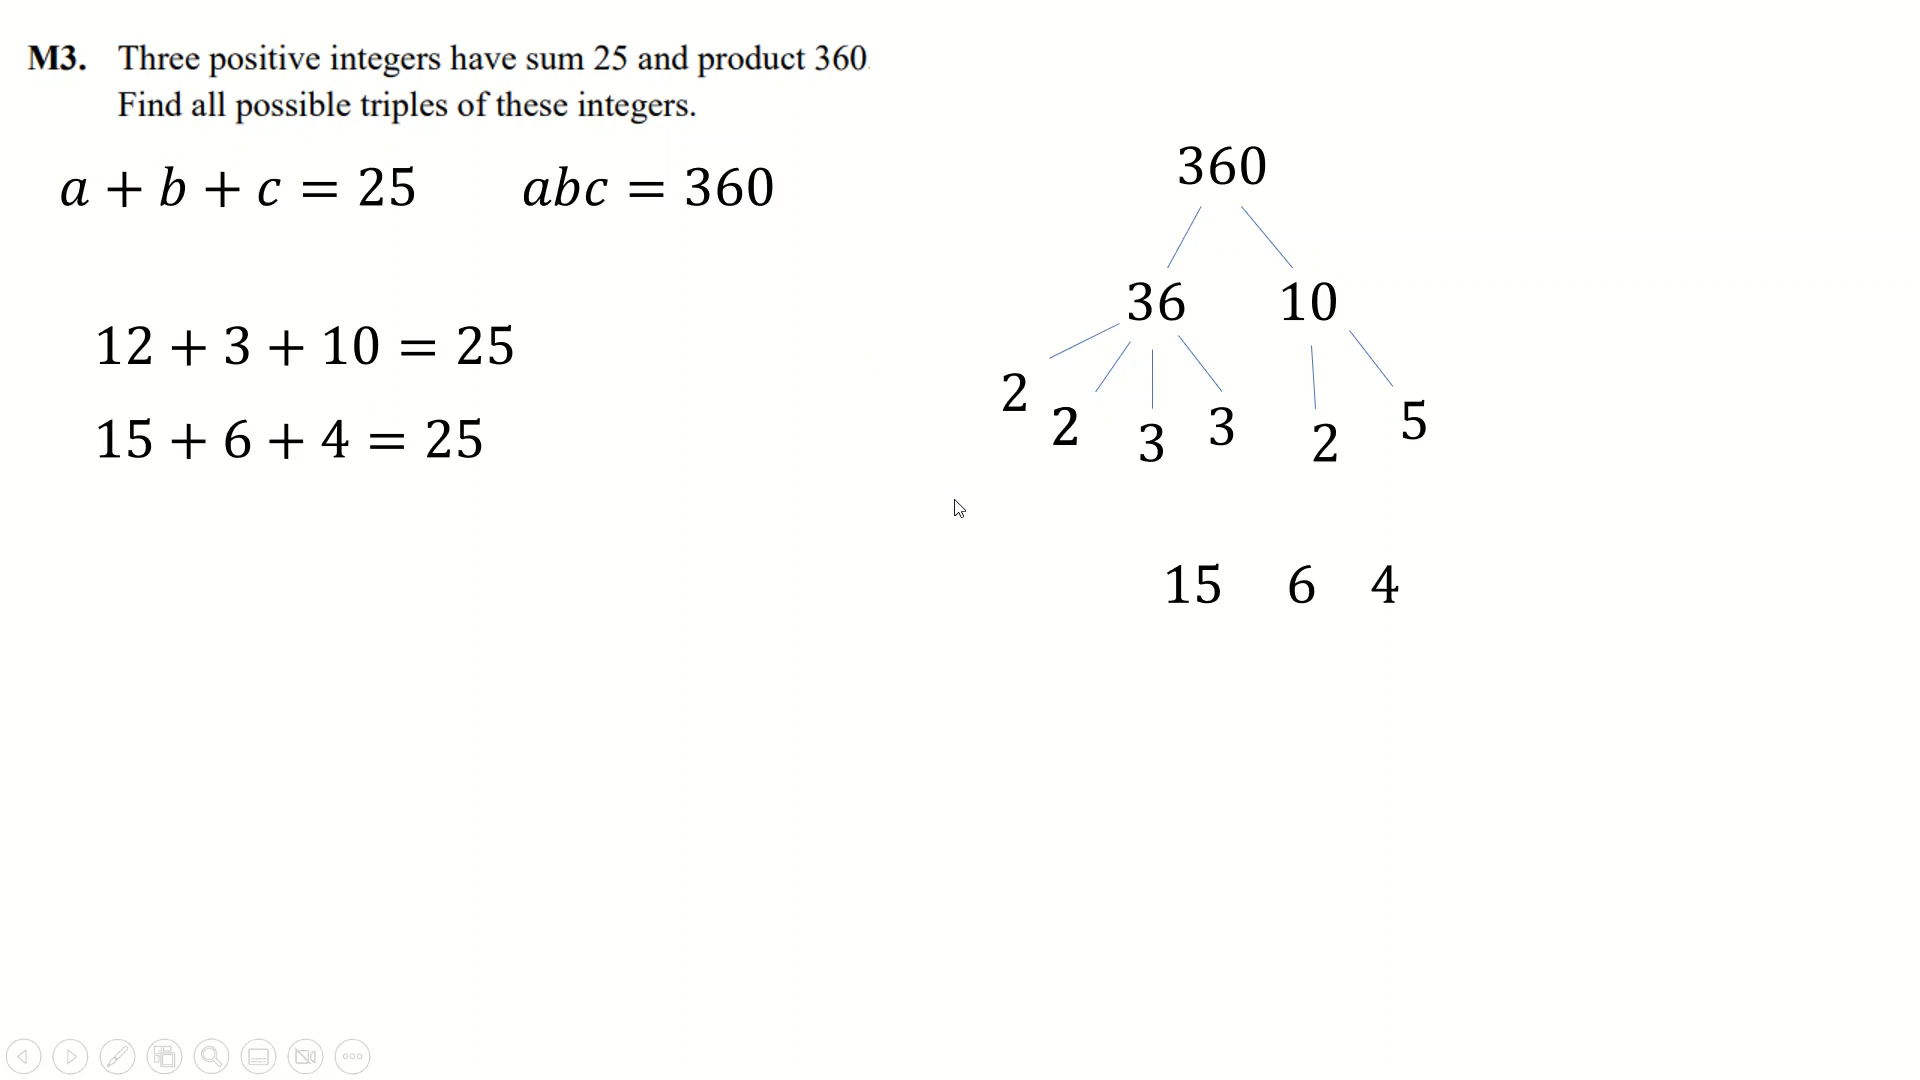 M3. Three positive integers have sum 25 and product 360.
Find all possible triples of these integers.
a + b + c = 25 abc = 360
12 + 3 + 10 = 25
15 + 6 + 4 = 25
360
36 10
2 2 3 3 2 5
15 6 4